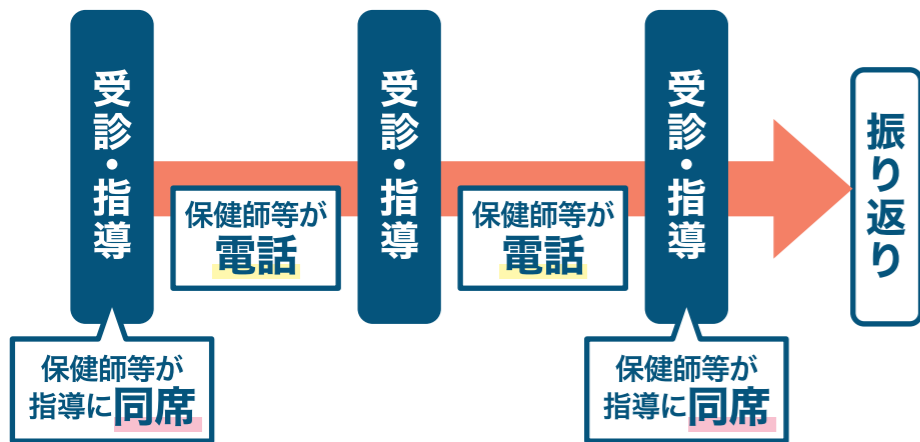 受診・指導
保健師等が
指導に同席
保健師等が
電話
受診・指導
保健師等が
電話
受診・指導
保健師等が
指導に同席
振り返り